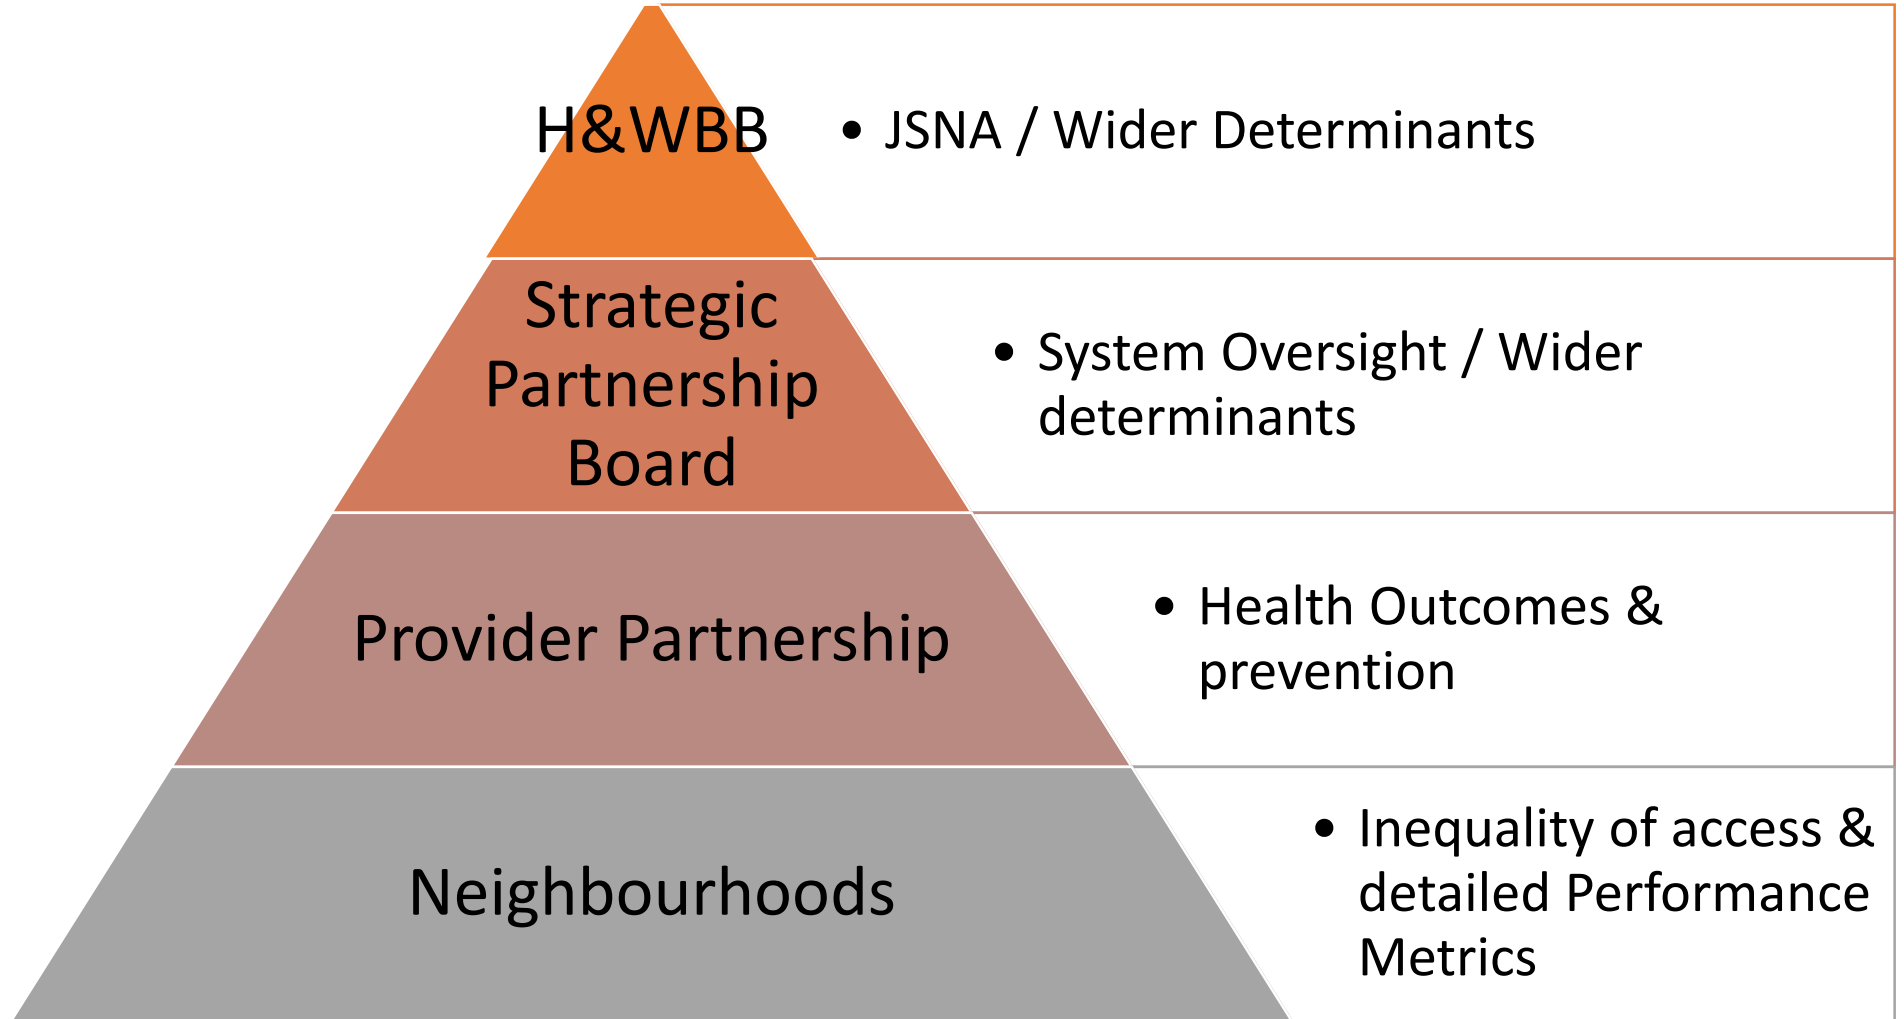 H&WBB
• JSNA / Wider Determinants
Strategic
Partnership
Board
• System Oversight / Wider
determinants
Provider Partnership
• Health Outcomes &
prevention
Neighbourhoods
• Inequality of access &
detailed Performance
Metrics